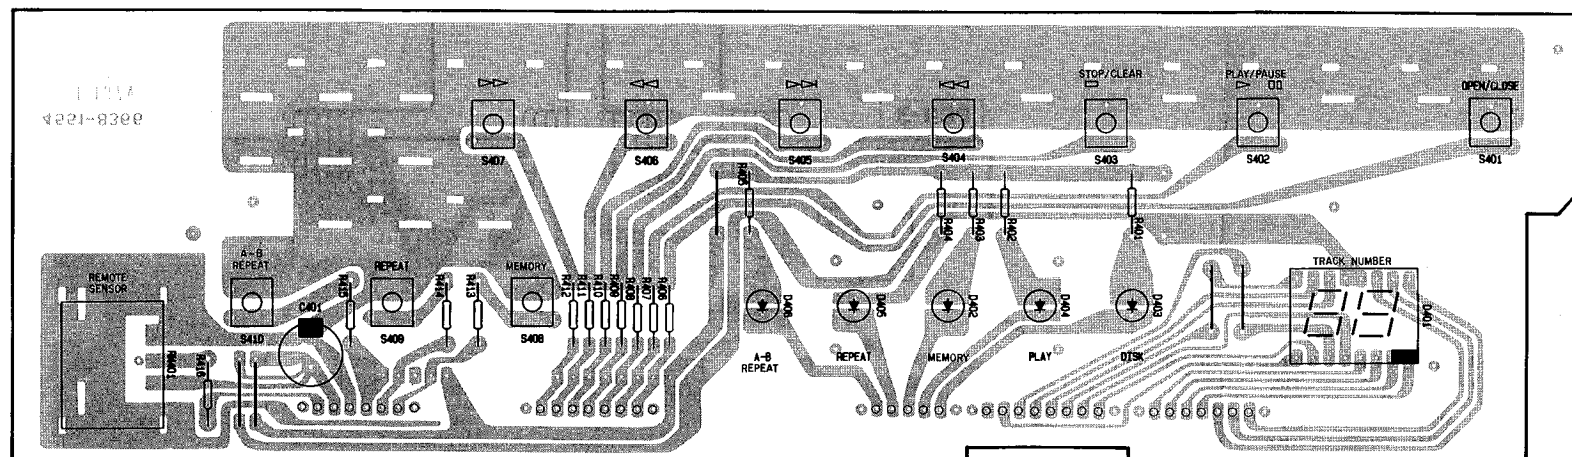 STOP/CLEAR
PLAY/PAUSE
OPEN/CLOSE
S407
S406
S405
S404
S403
S402
S401
R405
R404
R403
R402
R401
REMOTE
SENSOR
A-B
REPEAT
REPEAT
MEMORY
TRACK NUMBER
R415
R414
R413
R412
R411
R410
R409
R408
R407
R406
C401
S410
S409
S408
D406
D405
D402
D404
D403
D401
RM401
R416
A-B
REPEAT
REPEAT
MEMORY
PLAY
DISK